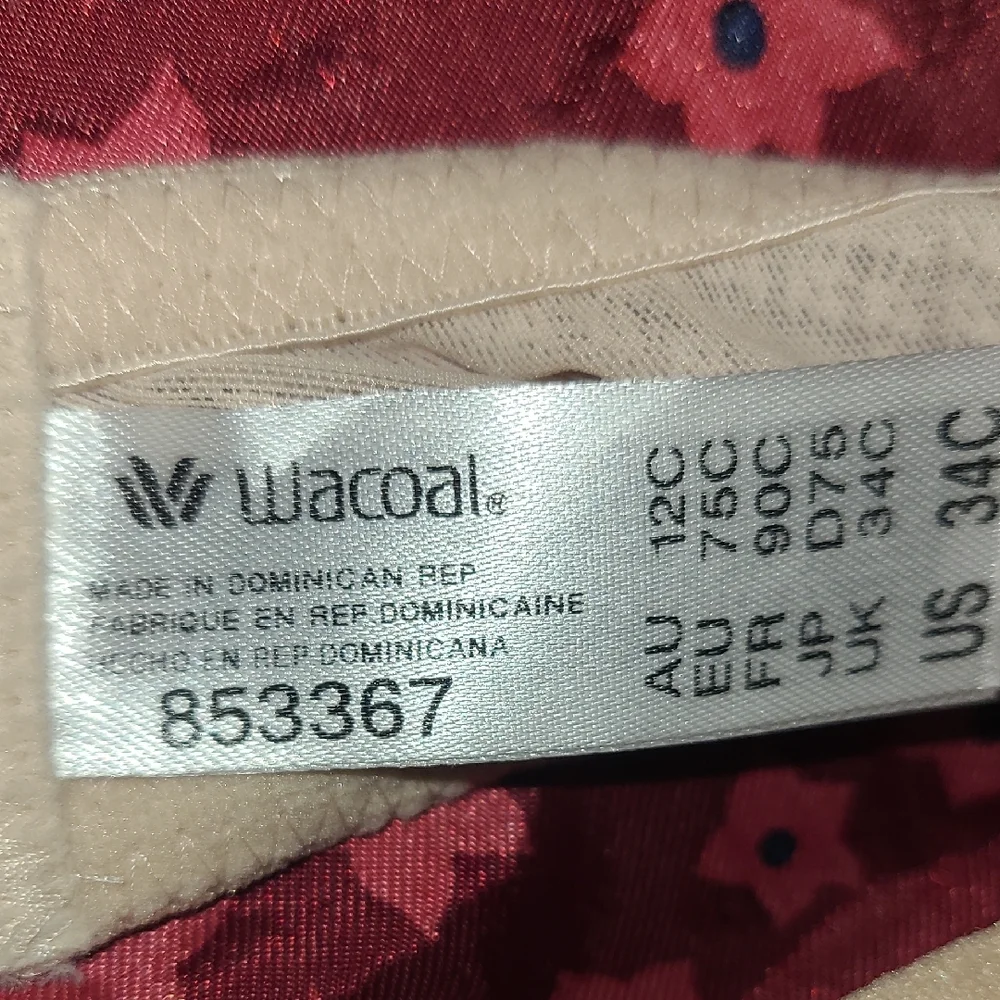 wacoal®
MADE IN DOMINICAN REP
FABRIQUE EN REP DOMINICAINE
HECHO EN REP DOMINICANA
853367
AU 12C
EU 75C
FR 90C
JP D75
UK 34C
US 34C